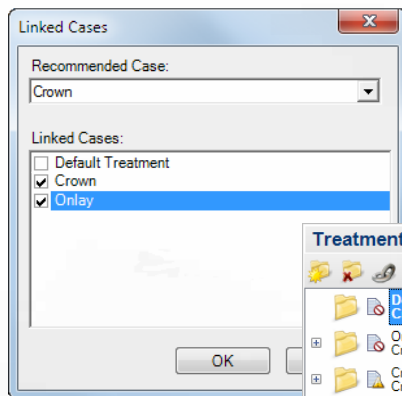 Linked Cases
Recommended Case:
Crown
Linked Cases:
Default Treatment
Crown
Onlay
Treatment
OK